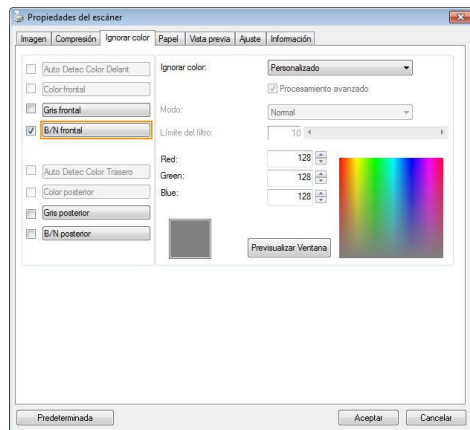 Propiedades del escáner
Imagen Compresión Ignorar color Papel Vista previa Ajuste Información
Auto Detec Color Delant
Color frontal
Gris frontal
B/N frontal
Auto Detec Color Trasero
Color posterior
Gris posterior
B/N posterior
Ignorar color: Personalizado
Procesamiento avanzado
Modo: Normal
Límite del filtro: 10
Red: 128
Green: 128
Blue: 128
Previsualizar Ventana
Predeterminada Aceptar Cancelar